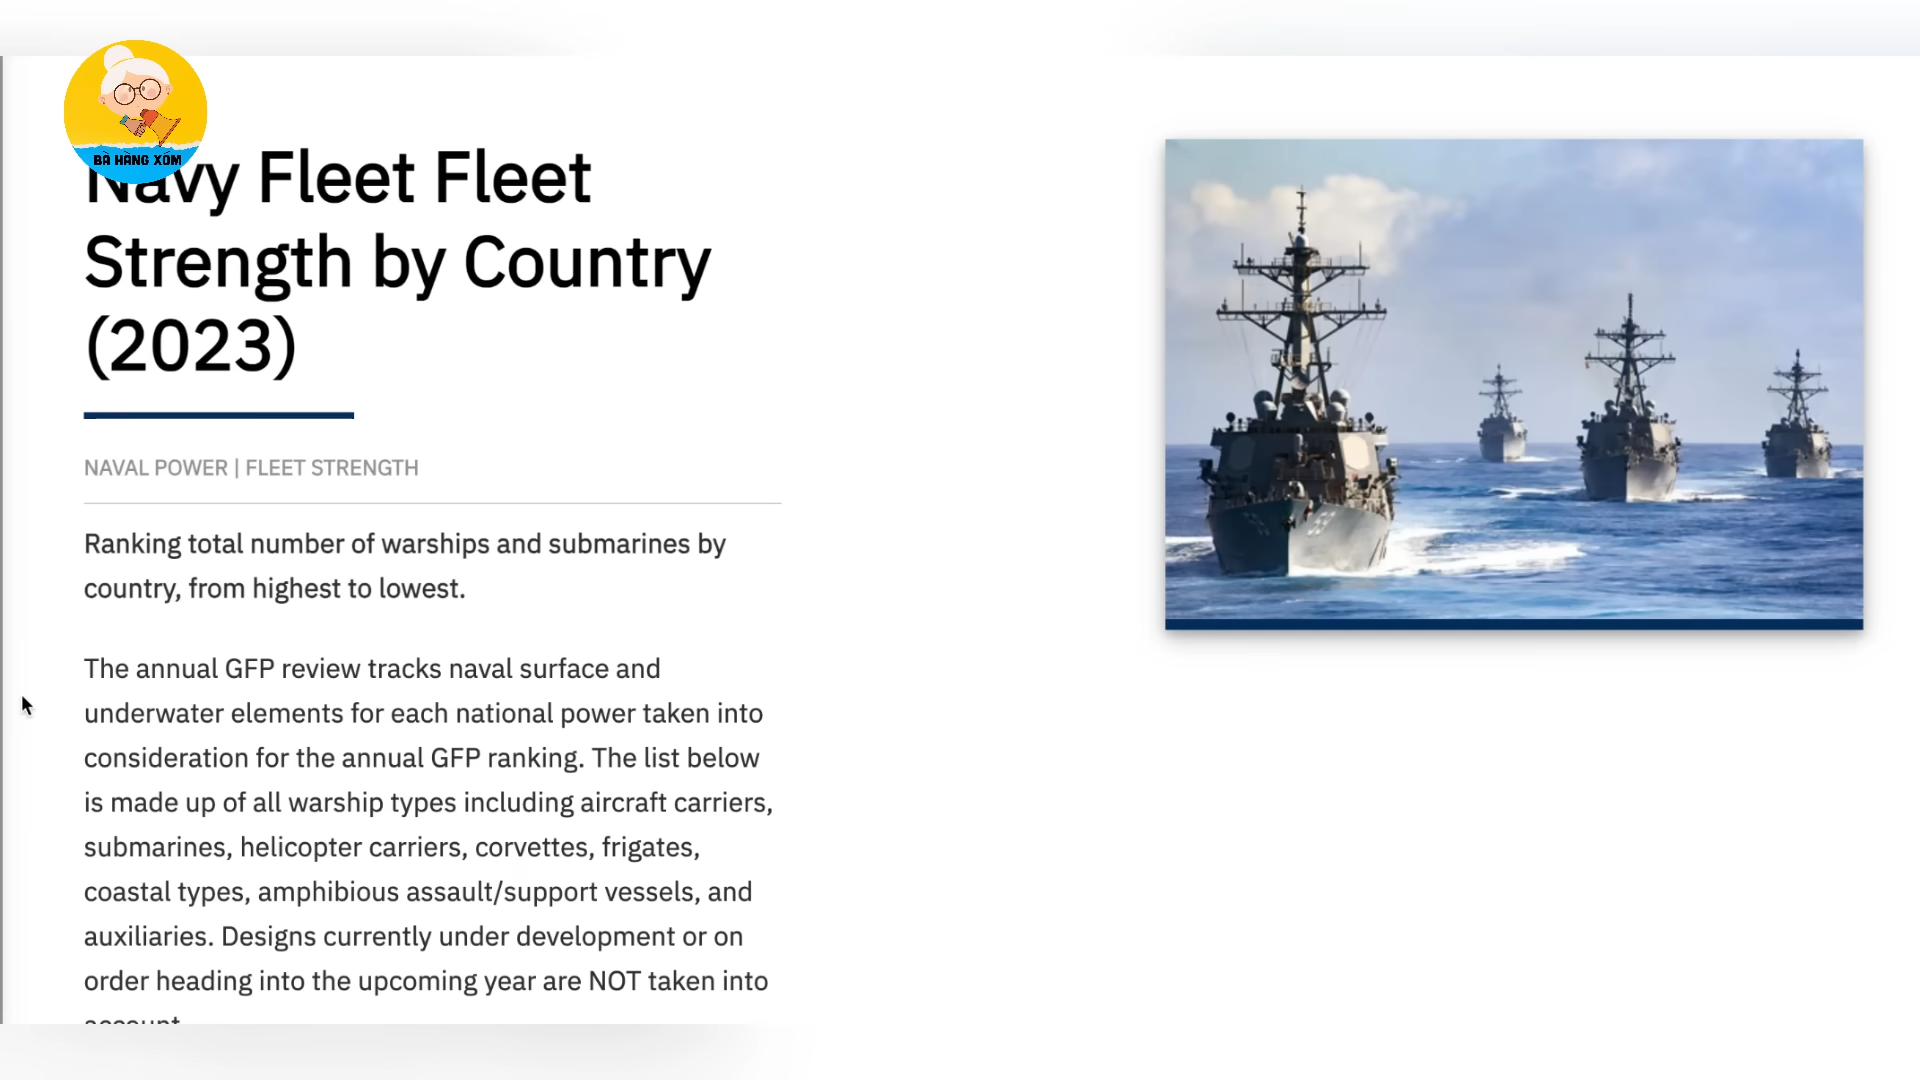 BÀ HÀNG XÓM
Navy Fleet Fleet
Strength by Country
(2023)
NAVAL POWER | FLEET STRENGTH
Ranking total number of warships and submarines by
country, from highest to lowest.
The annual GFP review tracks naval surface and
underwater elements for each national power taken into
consideration for the annual GFP ranking. The list below
is made up of all warship types including aircraft carriers,
submarines, helicopter carriers, corvettes, frigates,
coastal types, amphibious assault/support vessels, and
auxiliaries. Designs currently under development or on
order heading into the upcoming year are NOT taken into
account.